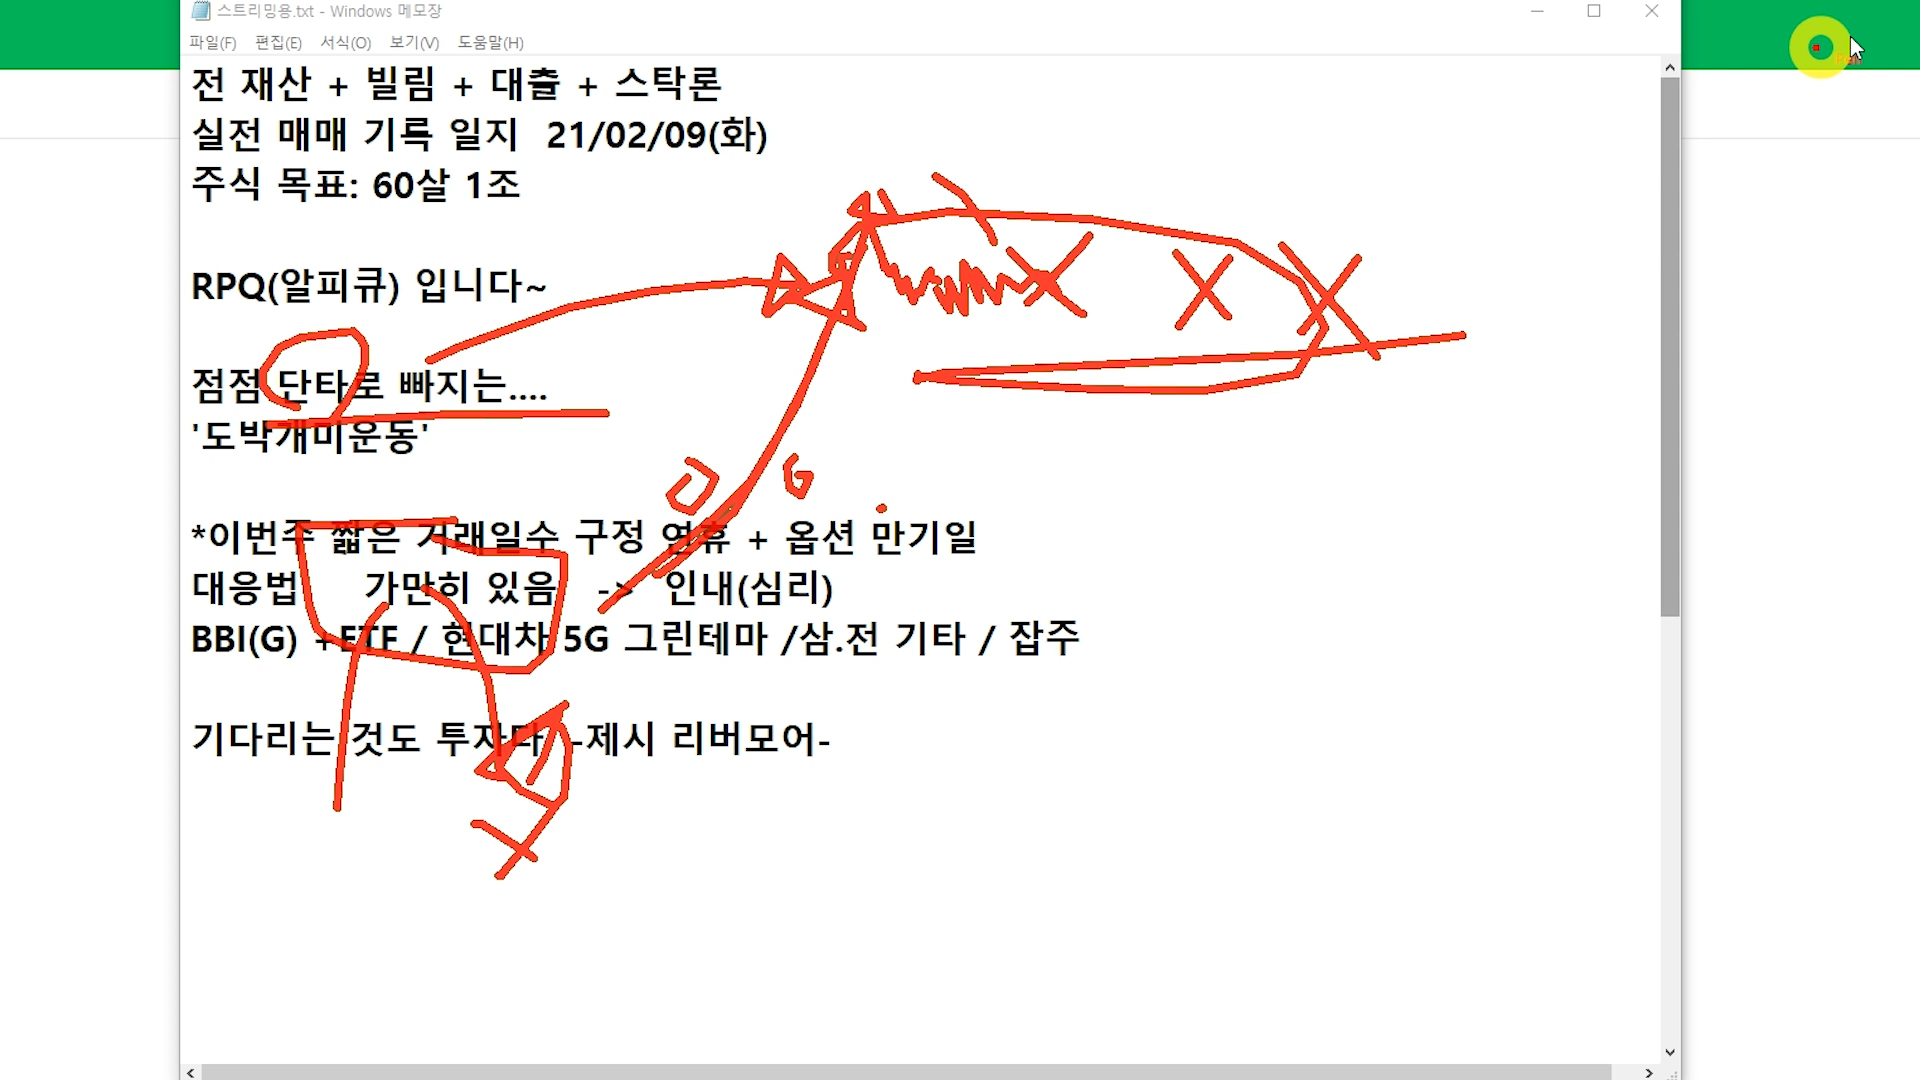 스트리밍용.txt - Windows 메모장
파일(F) 편집(E) 서식(O) 보기(V) 도움말(H)
전 재산 + 빌림 + 대출 + 스탁론
실전 매매 기록 일지 21/02/09(화)
주식 목표: 60살 1조
RPQ(알피큐) 입니다~
점점 단타로 빠지는....
'도박개미운동'
*이번주 짧은 거래일수 구정 연휴 + 옵션 만기일
대응법 가만히 있음 -> 인내(심리)
BBI(G) +ETF / 현대차 5G 그린테마 /삼.전 기타 / 잡주
기다리는 것도 투자다 -제시 리버모어-